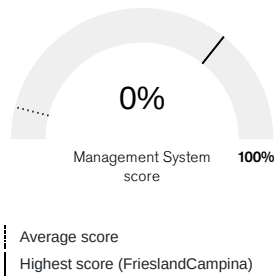 0%
Management System
score
100%
Average score
Highest score (FrieslandCampina)